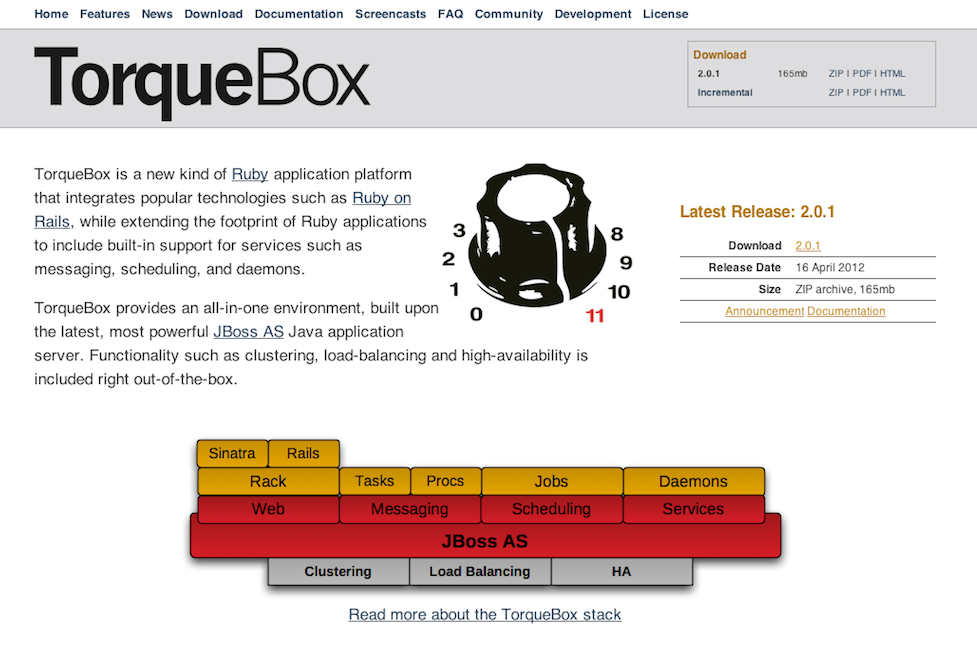 Home Features News Download Documentation Screencasts FAQ Community Development License
TorqueBox
Download
2.0.1 165mb ZIP | PDF | HTML
Incremental ZIP | PDF | HTML
TorqueBox is a new kind of Ruby application platform
that integrates popular technologies such as Ruby on
Rails, while extending the footprint of Ruby applications
to include built-in support for services such as
messaging, scheduling, and daemons.
TorqueBox provides an all-in-one environment, built upon
the latest, most powerful JBoss AS Java application
server. Functionality such as clustering, load-balancing and high-availability is
included right out-of-the-box.
3 8
2 9
1 10
0 11
Latest Release: 2.0.1
Download 2.0.1
Release Date 16 April 2012
Size ZIP archive, 165mb
Announcement Documentation
Sinatra Rails
Rack Tasks Procs Jobs Daemons
Web Messaging Scheduling Services
JBoss AS
Clustering Load Balancing HA
Read more about the TorqueBox stack